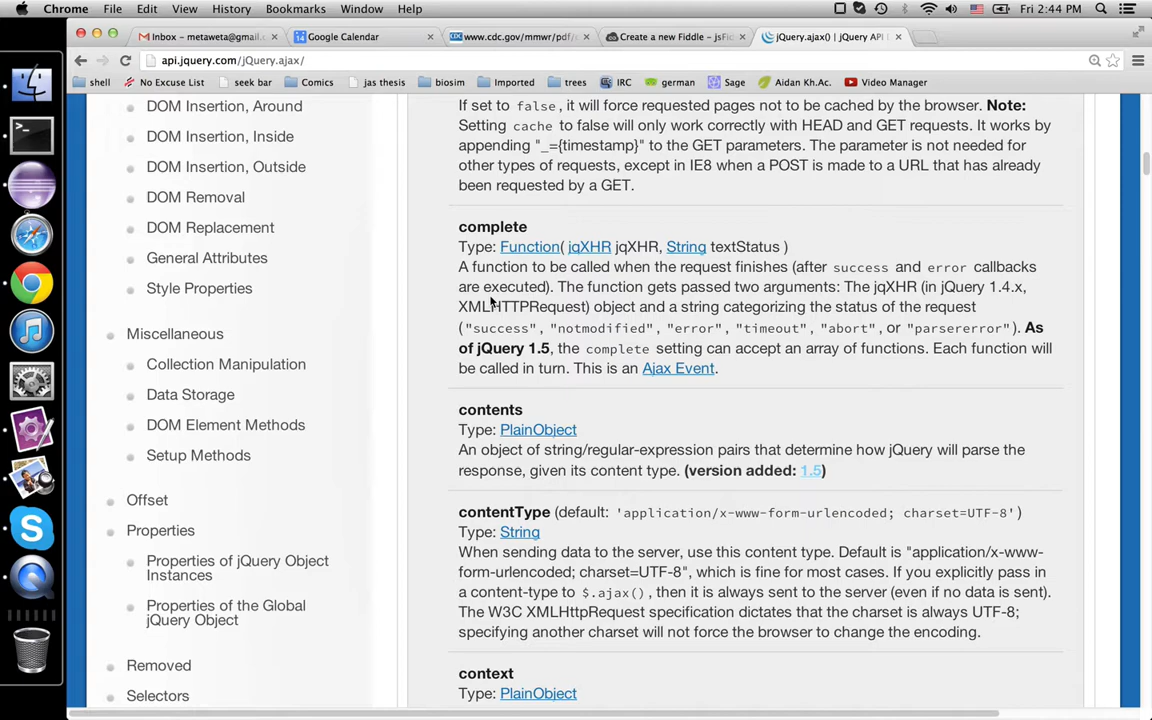 Chrome File Edit View History Bookmarks Window Help Fri 2:44 PM
Inbox - metaweta@gmail. Google Calendar www.cdc.gov/mmwr/pdf/ Create a new Fiddle - jsFi jQuery.ajax() | jQuery API
api.jquery.com/jQuery.ajax/
shell No Excuse List seek bar Comics jas thesis biosim Imported trees IRC german Sage Aidan Kh.Ac. Video Manager
DOM Insertion, Around
DOM Insertion, Inside
DOM Insertion, Outside
DOM Removal
DOM Replacement
General Attributes
Style Properties
Miscellaneous
Collection Manipulation
Data Storage
DOM Element Methods
Setup Methods
Offset
Properties
Properties of jQuery Object
Instances
Properties of the Global
jQuery Object
Removed
Selectors
If set to false, it will force requested pages not to be cached by the browser. Note:
Setting cache to false will only work correctly with HEAD and GET requests. It works by
appending "_={timestamp}" to the GET parameters. The parameter is not needed for
other types of requests, except in IE8 when a POST is made to a URL that has already
been requested by a GET.
complete
Type: Function( jqXHR jqXHR, String textStatus )
A function to be called when the request finishes (after success and error callbacks
are executed). The function gets passed two arguments: The jqXHR (in jQuery 1.4.x,
XMLHTTPRequest) object and a string categorizing the status of the request
("success", "notmodified", "error", "timeout", "abort", or "parsererror"). As
of jQuery 1.5, the complete setting can accept an array of functions. Each function will
be called in turn. This is an Ajax Event.
contents
Type: PlainObject
An object of string/regular-expression pairs that determine how jQuery will parse the
response, given its content type. (version added: 1.5)
contentType (default: 'application/x-www-form-urlencoded; charset=UTF-8')
Type: String
When sending data to the server, use this content type. Default is "application/x-www-
form-urlencoded; charset=UTF-8", which is fine for most cases. If you explicitly pass in
a content-type to $.ajax(), then it is always sent to the server (even if no data is sent).
The W3C XMLHttpRequest specification dictates that the charset is always UTF-8;
specifying another charset will not force the browser to change the encoding.
context
Type: PlainObject